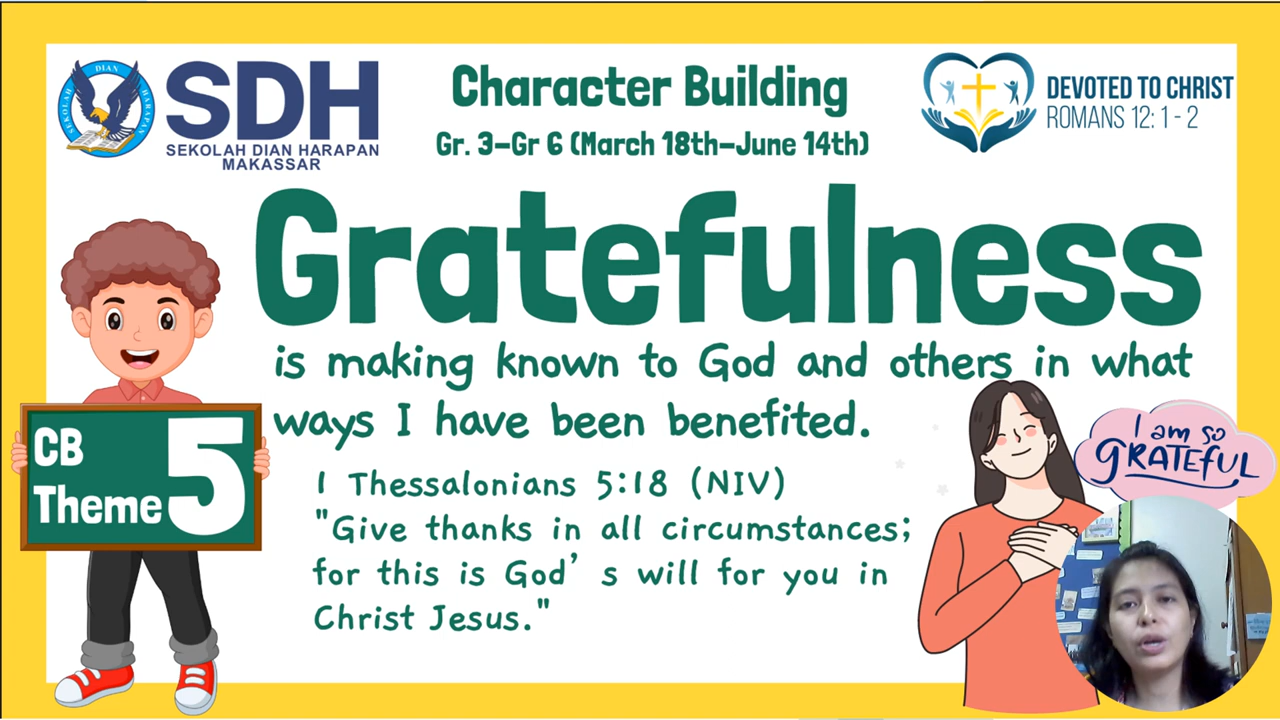 SEKOLAH DIAN HARAPAN
SDH
SEKOLAH DIAN HARAPAN
MAKASSAR
Character Building
Gr. 3-Gr 6 (March 18th-June 14th)
DEVOTED TO CHRIST
ROMANS 12: 1 - 2
Gratefulness
is making known to God and others in what
ways I have been benefited.
1 Thessalonians 5:18 (NIV)
"Give thanks in all circumstances;
for this is God's will for you in
Christ Jesus."
CB
Theme 5
I am so
GRATEFUL